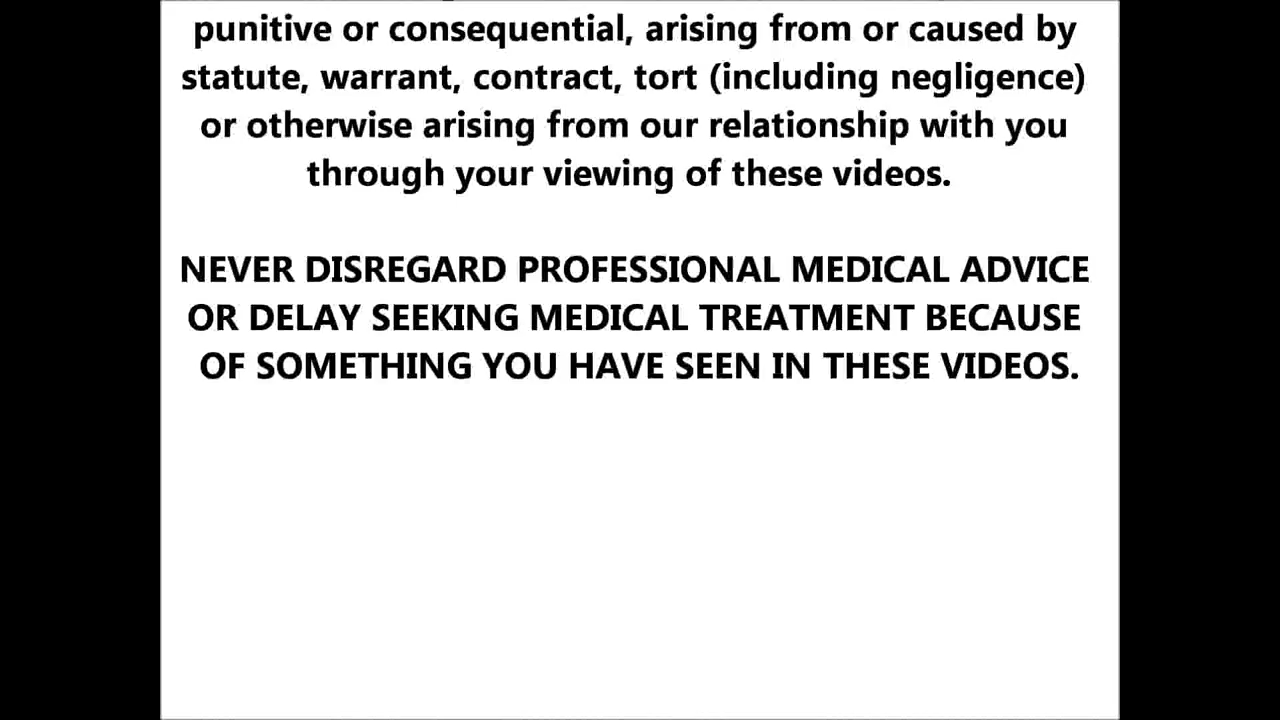 punitive or consequential, arising from or caused by
statute, warrant, contract, tort (including negligence)
or otherwise arising from our relationship with you
through your viewing of these videos.
NEVER DISREGARD PROFESSIONAL MEDICAL ADVICE
OR DELAY SEEKING MEDICAL TREATMENT BECAUSE
OF SOMETHING YOU HAVE SEEN IN THESE VIDEOS.